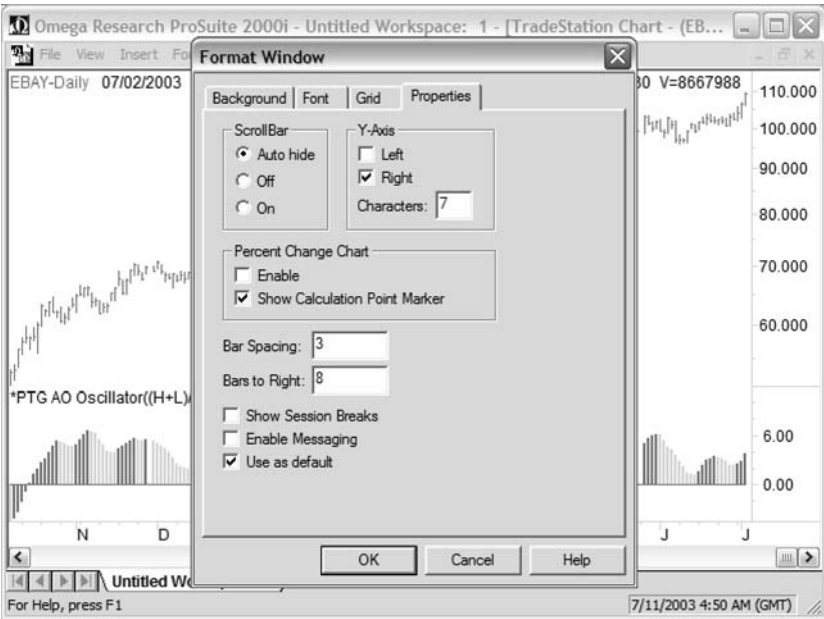 Omega Research ProSuite 2000i - Untitled Workspace: 1 - [TradeStation Chart - (EB...
File View Insert Fo
Format Window
EBAY-Daily 07/02/2003
80 V=8667988
Background Font Grid Properties
ScrollBar
Auto hide
Off
On
Y-Axis
Left
Right
Characters: 7
Percent Change Chart
Enable
Show Calculation Point Marker
Bar Spacing: 3
Bars to Right: 8
Show Session Breaks
Enable Messaging
Use as default
OK Cancel Help
110.000
100.000
90.000
80.000
70.000
60.000
*PTG AO Oscillator((H+L)/
6.00
0.00
N D J J
Untitled Wo
For Help, press F1
7/11/2003 4:50 AM (GMT)